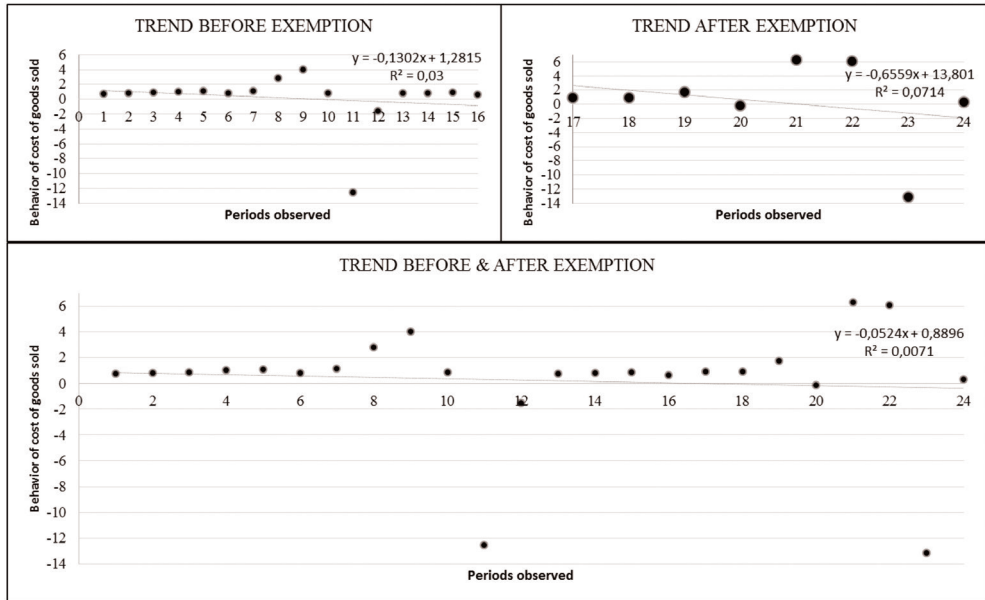 TREND BEFORE EXEMPTION
y = -0,1302x + 1,2815
R² = 0,03
Behavior of cost of goods sold
6
4
2
0
-2
-4
-6
-8
-10
-12
-14
0 1 2 3 4 5 6 7 8 9 10 11 12 13 14 15 16
Periods observed
TREND AFTER EXEMPTION
y = -0,6559x + 13,801
R² = 0,0714
Behavior of cost of goods sold
6
4
2
0
-2
-4
-6
-8
-10
-12
-14
17 18 19 20 21 22 23 24
Periods observed
TREND BEFORE & AFTER EXEMPTION
y = -0,0524x + 0,8896
R² = 0,0071
Behavior of cost of goods sold
6
4
2
0
-2
-4
-6
-8
-10
-12
-14
0 2 4 6 8 10 12 14 16 18 20 22 24
Periods observed